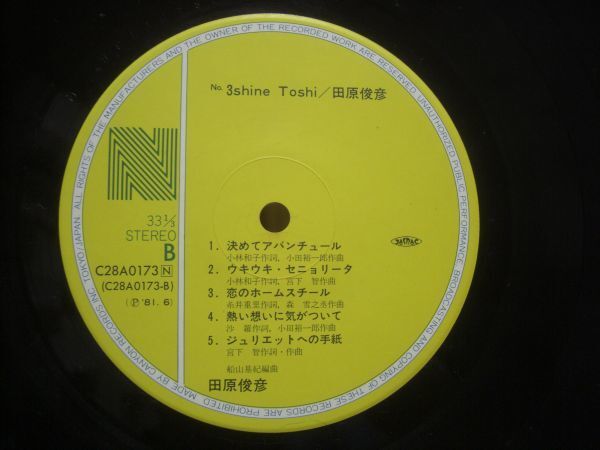 ALL RIGHTS OF THE MANUFACTURERS AND THE OWNER OF THE RECORDED WORK ARE RESERVED. UNAUTHORIZED PUBLIC PERFORMANCE, BROADCASTING AND COPYING OF THESE RECORDS ARE PROHIBITED. MADE BY CANYON RECORDS INC. TOKYO/JAPAN
No. 3shine Toshi/田原俊彦
N
33 1/3
STEREO
B
C28A0173 N
(C28A0173-B)
(℗'81.6)
JASRAC
1. 決めてアバンチュール
小林和子作詞, 小田裕一郎作曲
2. ウキウキ・セニョリータ
小林和子作詞, 宮下 智作曲
3. 恋のホームスチール
糸井重里作詞, 森 雪之丞作曲
4. 熱い想いに気がついて
沙 羅作詞, 小田裕一郎作曲
5. ジュリエットへの手紙
宮下 智作詞・作曲
船山基紀編曲
田原俊彦